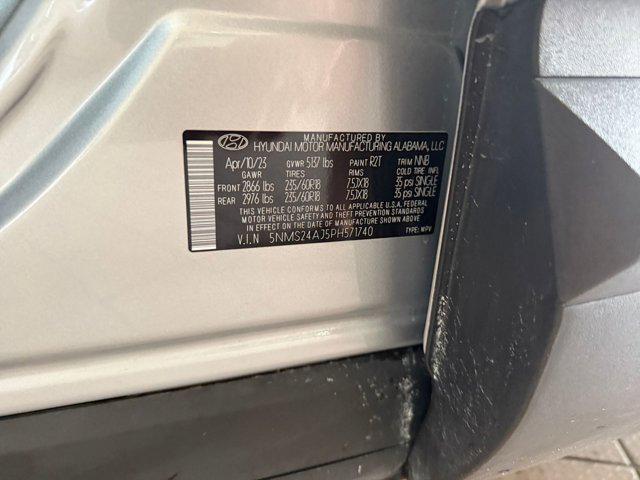 MANUFACTURED BY
HYUNDAI MOTOR MANUFACTURING ALABAMA, LLC
Apr/10/23 GVWR 5137 lbs PAINT R2T TRIM NNB
GAWR TIRES RIMS COLD TIRE INFL
FRONT 2866 lbs 235/60R18 7.5JX18 35 psi SINGLE
REAR 2976 lbs 235/60R18 7.5JX18 35 psi SINGLE
THIS VEHICLE CONFORMS TO ALL APPLICABLE U.S.FEDERAL
MOTOR VEHICLE SAFETY AND THEFT PREVENTION STANDARDS
IN EFFECT ON THE DATE OF MANUFACTURE SHOWN ABOVE.
V.I.N 5NMS24AJ5PH571740 TYPE: MPV